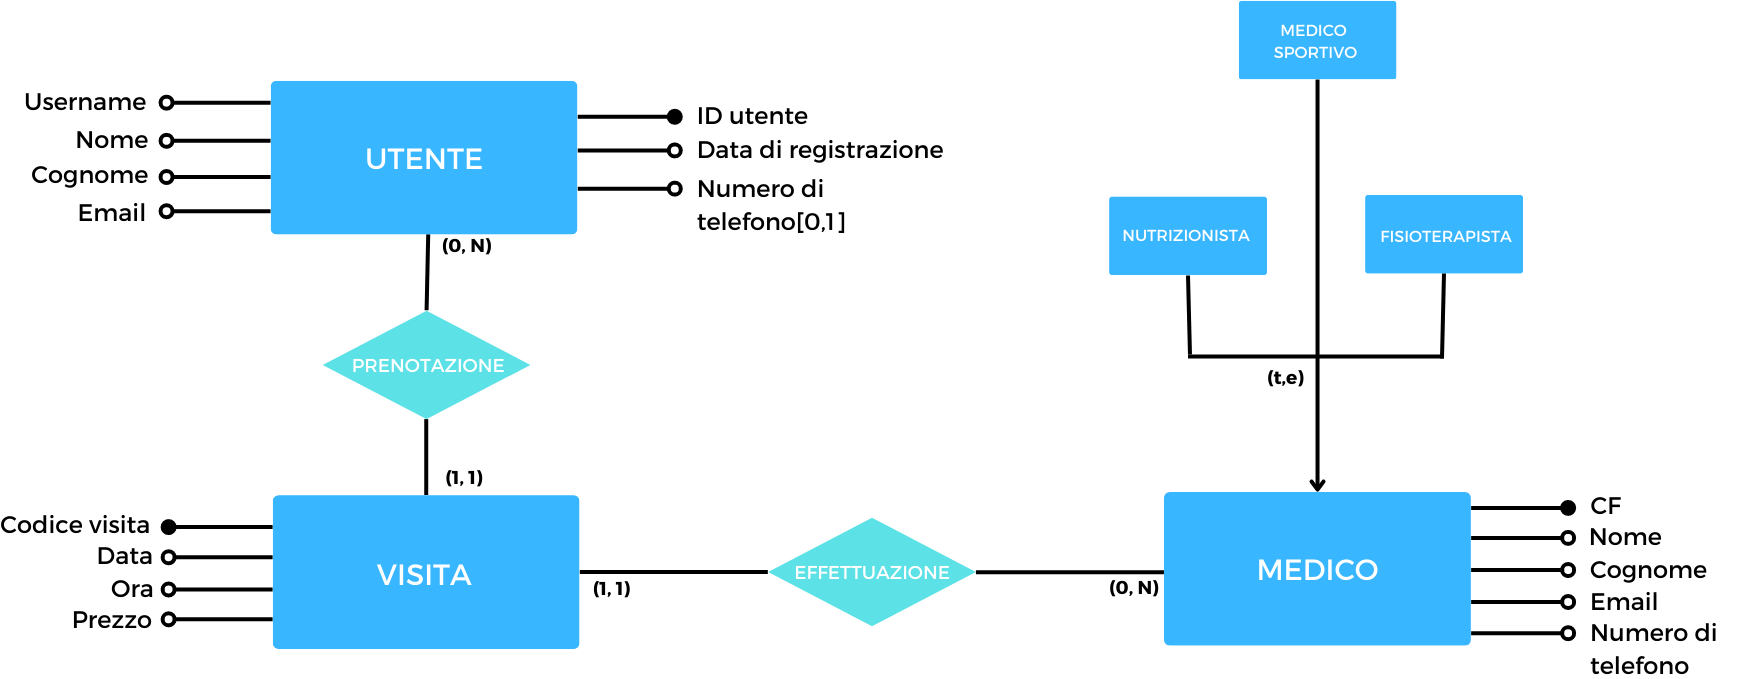 MEDICO
SPORTIVO
Username
Nome
Cognome
Email
UTENTE
ID utente
Data di registrazione
Numero di
telefono[0,1]
(0, N)
NUTRIZIONISTA
FISIOTERAPISTA
PRENOTAZIONE
(t,e)
(1, 1)
Codice visita
Data
Ora
Prezzo
VISITA
(1, 1)
EFFETTUAZIONE
(0, N)
MEDICO
CF
Nome
Cognome
Email
Numero di
telefono